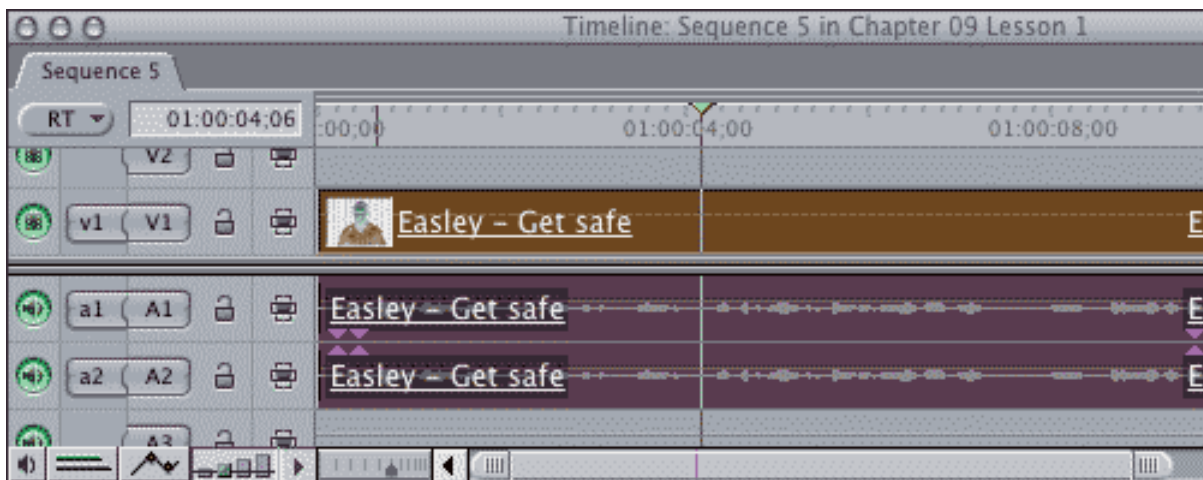 Timeline: Sequence 5 in Chapter 09 Lesson 1
Sequence 5
RT 01:00:04;06 :00;00 01:00:04;00 01:00:08;00
V2
v1 V1 Easley – Get safe E
a1 A1 Easley – Get safe E
a2 A2 Easley – Get safe E
A3